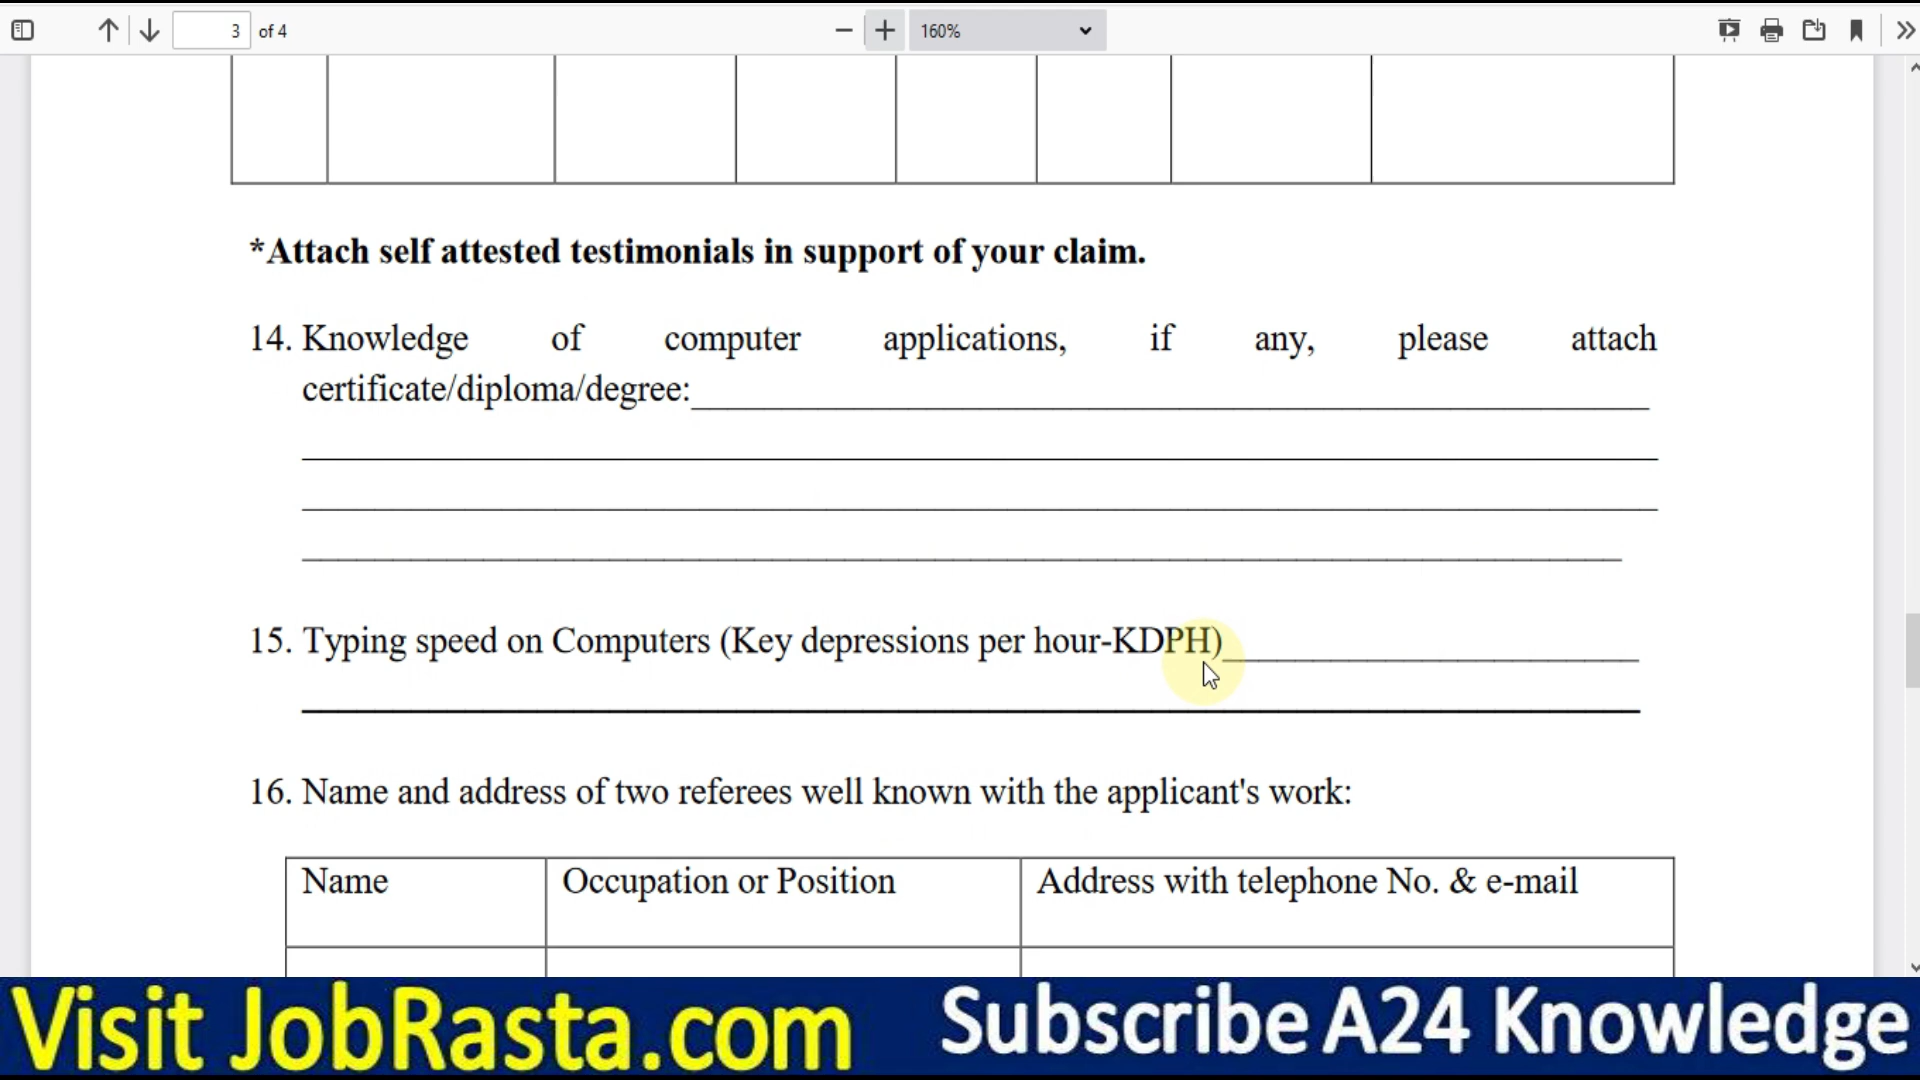 3 of 4
160%
*Attach self attested testimonials in support of your claim.
14. Knowledge of computer applications, if any, please attach
certificate/diploma/degree:
15. Typing speed on Computers (Key depressions per hour-KDPH)
16. Name and address of two referees well known with the applicant's work:
Name Occupation or Position Address with telephone No. & e-mail
Visit JobRasta.com Subscribe A24 Knowledge